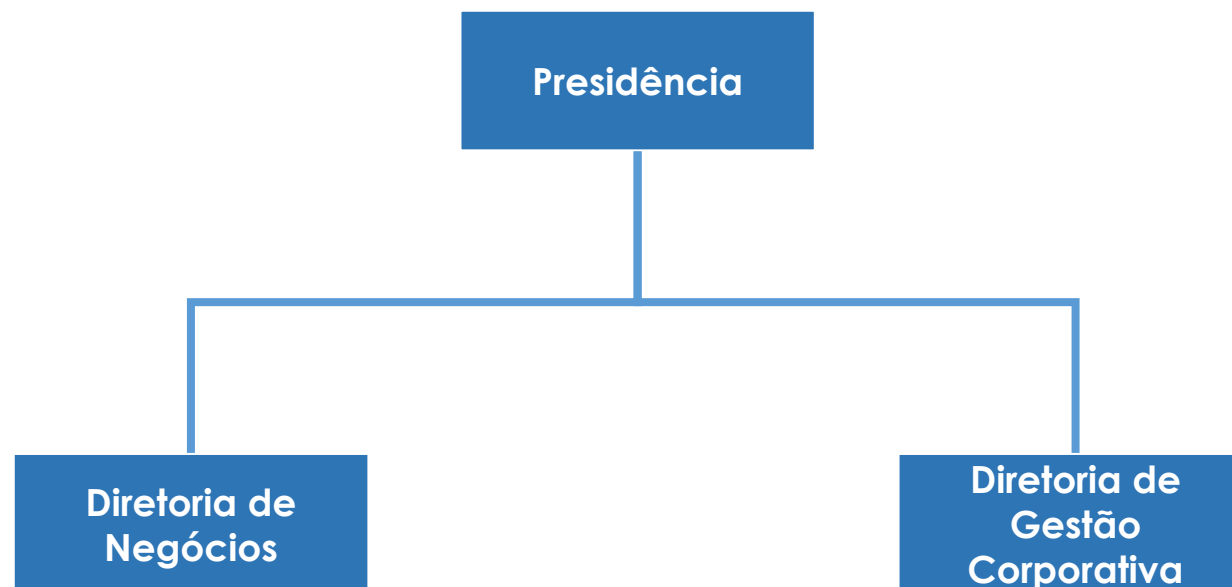 Presidência
Diretoria de
Negócios
Diretoria de
Gestão
Corporativa